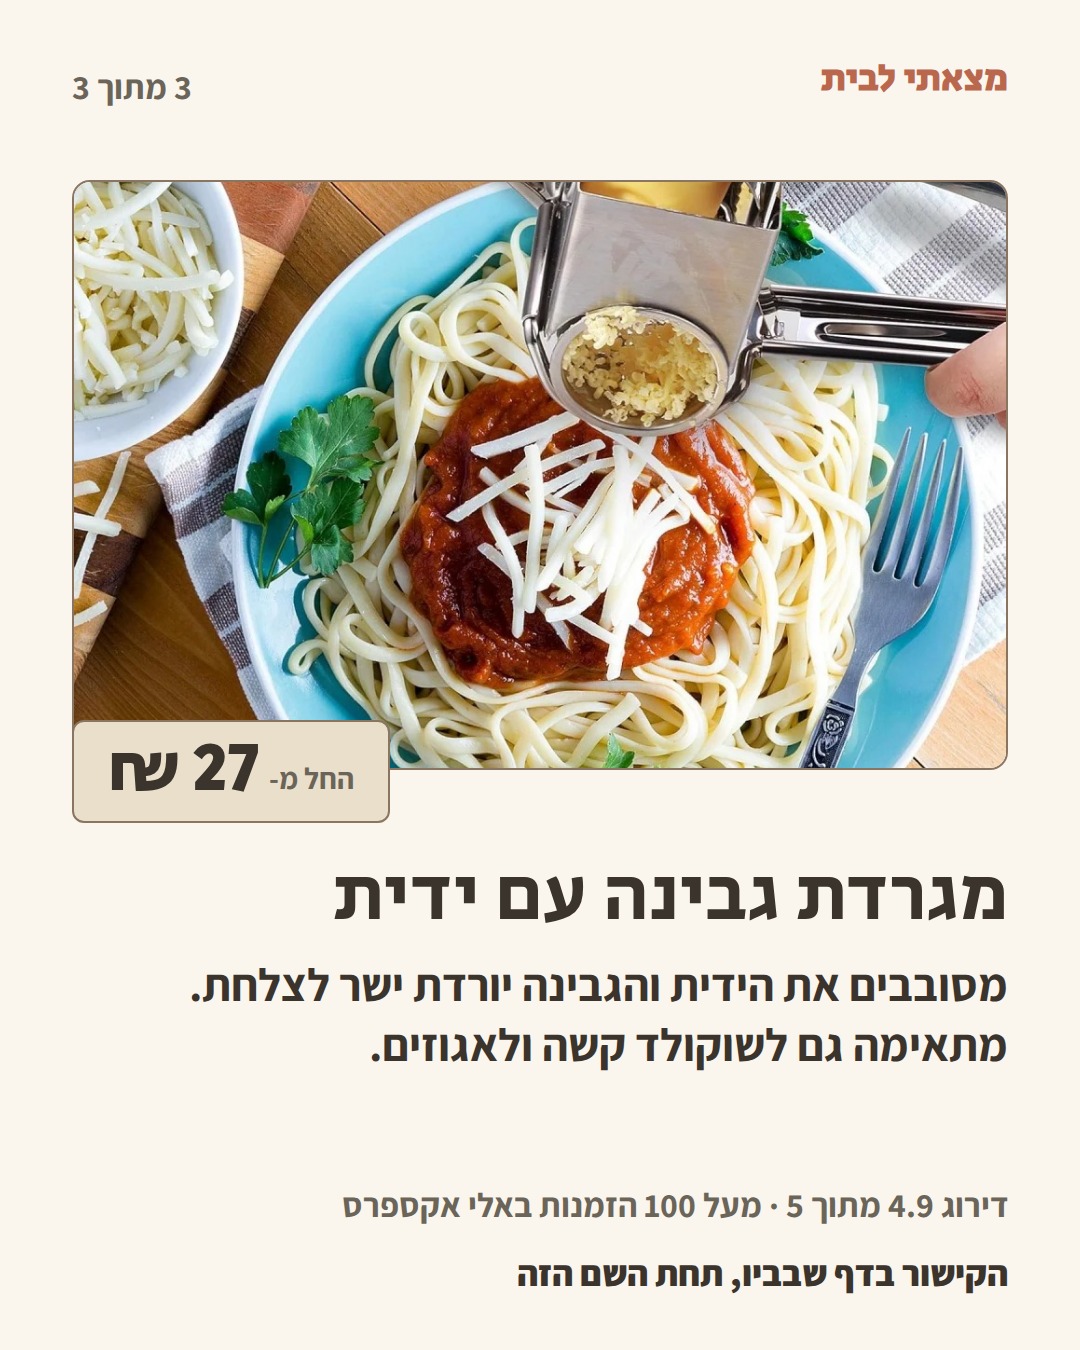 מצאתי לבית
3 מתוך 3
החל מ- 27 ₪
מגרדת גבינה עם ידית
מסובבים את הידית והגבינה יורדת ישר לצלחת.
מתאימה גם לשוקולד קשה ולאגוזים.
דירוג 4.9 מתוך 5 · מעל 100 הזמנות באלי אקספרס
הקישור בדף שבביו, תחת השם הזה